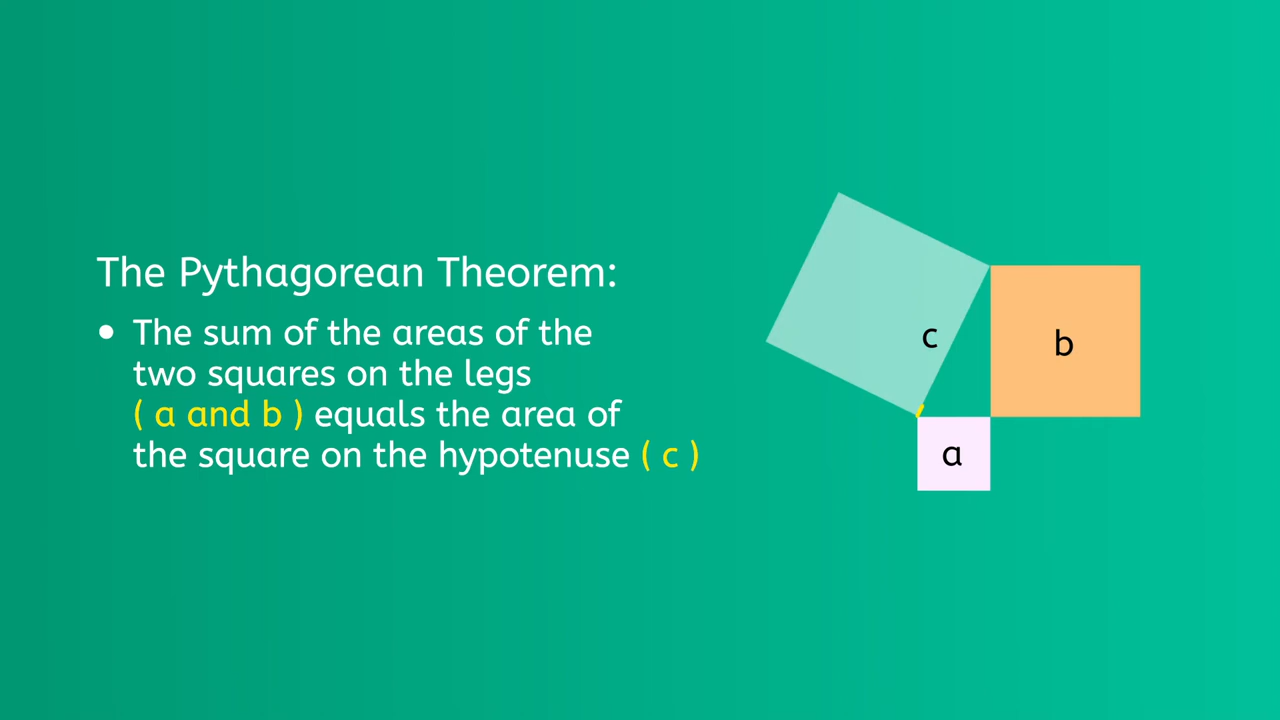 The Pythagorean Theorem:
• The sum of the areas of the
two squares on the legs
( a and b ) equals the area of
the square on the hypotenuse ( c )
c
b
a